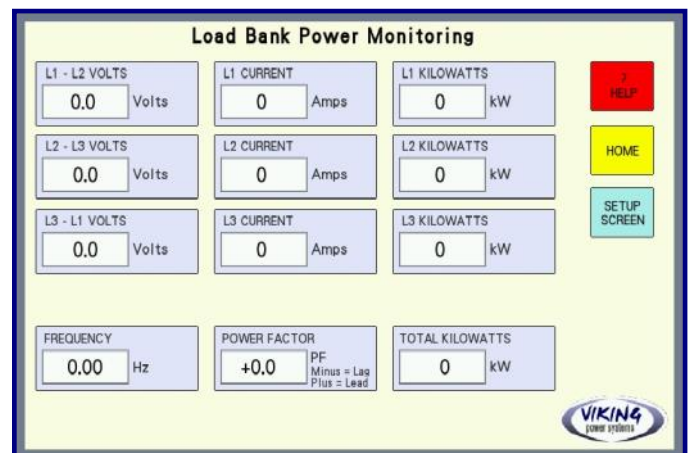 Load Bank Power Monitoring
L1 - L2 VOLTS
0.0 Volts
L1 CURRENT
0 Amps
L1 KILOWATTS
0 kW
?
HELP
L2 - L3 VOLTS
0.0 Volts
L2 CURRENT
0 Amps
L2 KILOWATTS
0 kW
HOME
L3 - L1 VOLTS
0.0 Volts
L3 CURRENT
0 Amps
L3 KILOWATTS
0 kW
SETUP
SCREEN
FREQUENCY
0.00 Hz
POWER FACTOR
+0.0 PF
Minus = Lag
Plus = Lead
TOTAL KILOWATTS
0 kW
VIKING
power systems